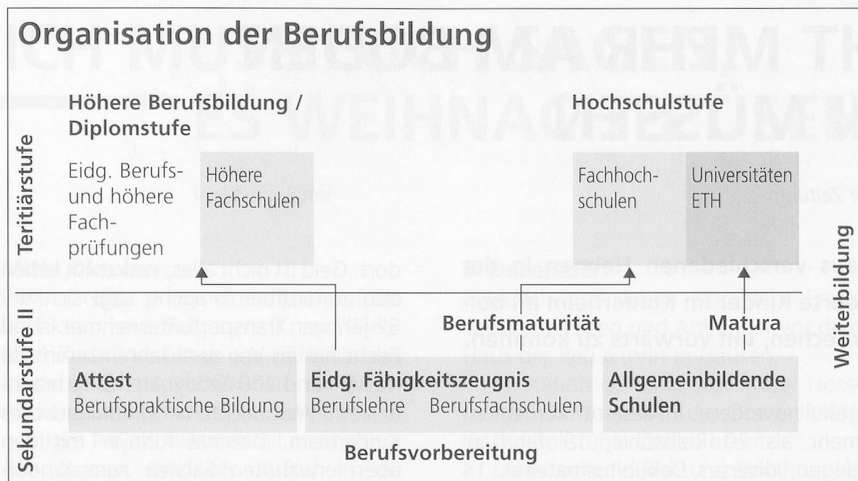 Organisation der Berufsbildung
Höhere Berufsbildung /
Diplomstufe
Hochschulstufe
Teritiärstufe
Eidg. Berufs-
und höhere
Fach-
prüfungen
Höhere
Fachschulen
Fachhoch-
schulen
Universitäten
ETH
Weiterbildung
Berufsmaturität
Matura
Sekundarstufe II
Attest
Berufspraktische Bildung
Eidg. Fähigkeitszeugnis
Berufslehre Berufsfachschulen
Allgemeinbildende
Schulen
Berufsvorbereitung